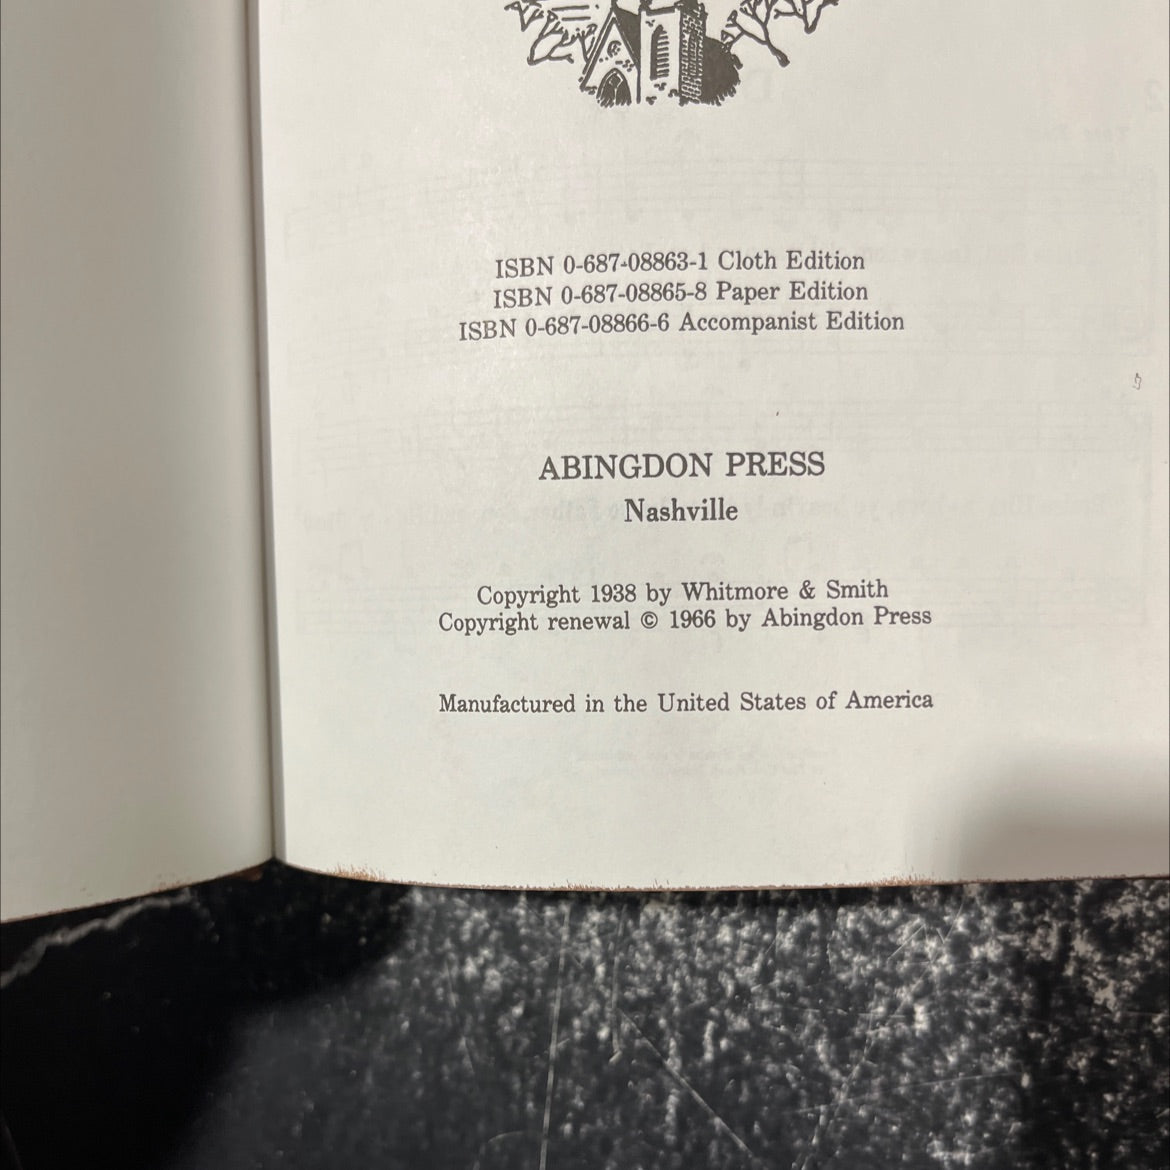 ISBN 0-687-08863-1 Cloth Edition
ISBN 0-687-08865-8 Paper Edition
ISBN 0-687-08866-6 Accompanist Edition
ABINGDON PRESS
Nashville
Copyright 1938 by Whitmore & Smith
Copyright renewal © 1966 by Abingdon Press
Manufactured in the United States of America